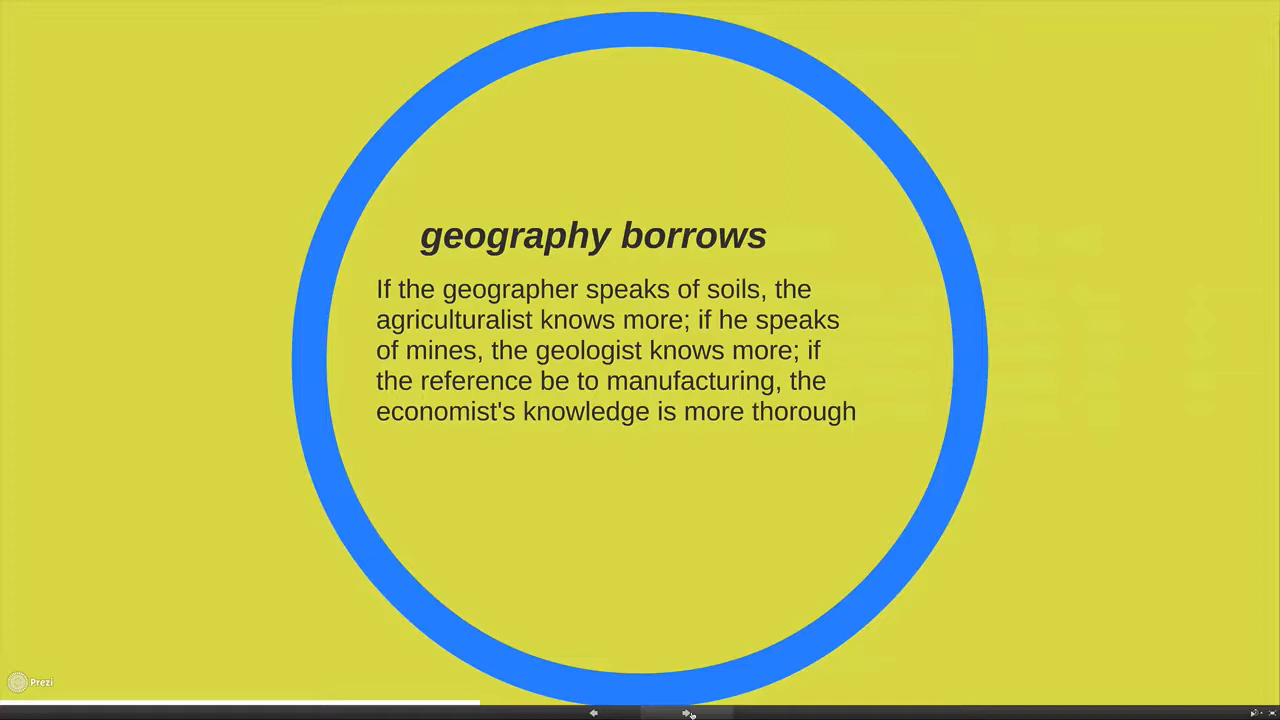 geography borrows
If the geographer speaks of soils, the
agriculturalist knows more; if he speaks
of mines, the geologist knows more; if
the reference be to manufacturing, the
economist's knowledge is more thorough
Prezi